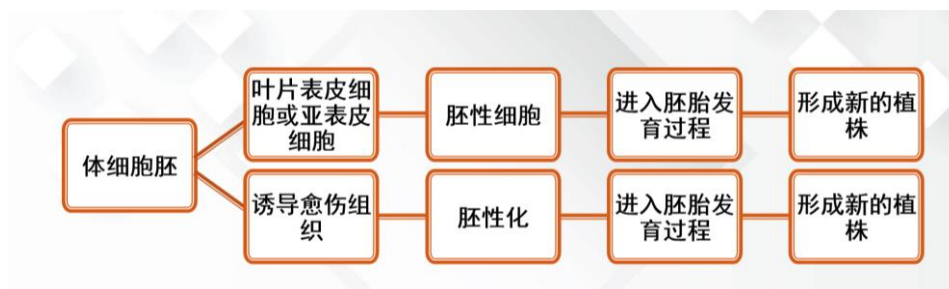 体细胞胚
叶片表皮细
胞或亚表皮
细胞
胚性细胞
进入胚胎发
育过程
形成新的植
株
诱导愈伤组
织
胚性化
进入胚胎发
育过程
形成新的植
株